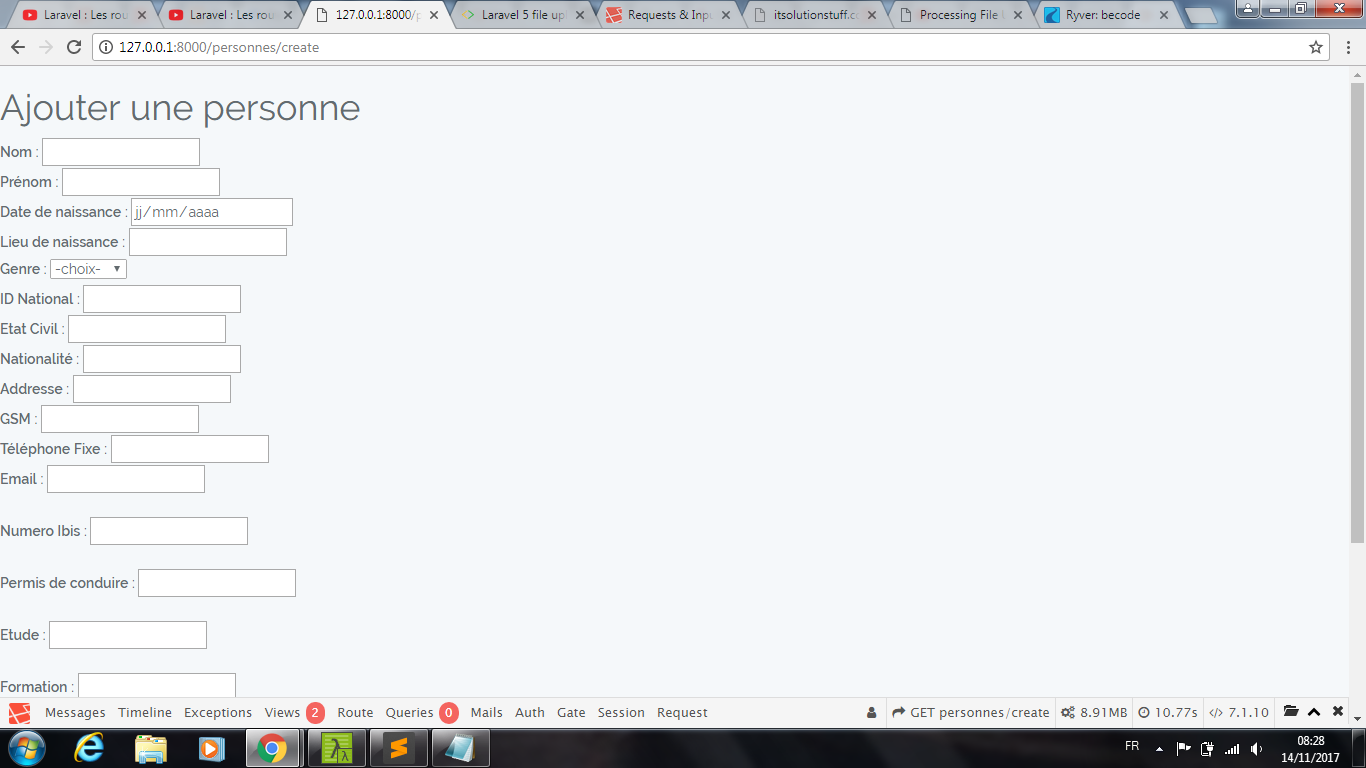 Laravel : Les rou
Laravel : Les rou
127.0.0.1:8000/p
Laravel 5 file up
Requests & Inpu
itsolutionstuff.co
Processing File
Ryver: becode
127.0.0.1:8000/personnes/create
Ajouter une personne
Nom :
Prénom :
Date de naissance : jj/mm/aaaa
Lieu de naissance :
Genre : -choix-
ID National :
Etat Civil :
Nationalité :
Addresse :
GSM :
Téléphone Fixe :
Email :
Numero Ibis :
Permis de conduire :
Etude :
Formation :
Messages Timeline Exceptions Views 2 Route Queries 0 Mails Auth Gate Session Request GET personnes/create 8.91MB 10.77s 7.1.10
FR
08:28
14/11/2017